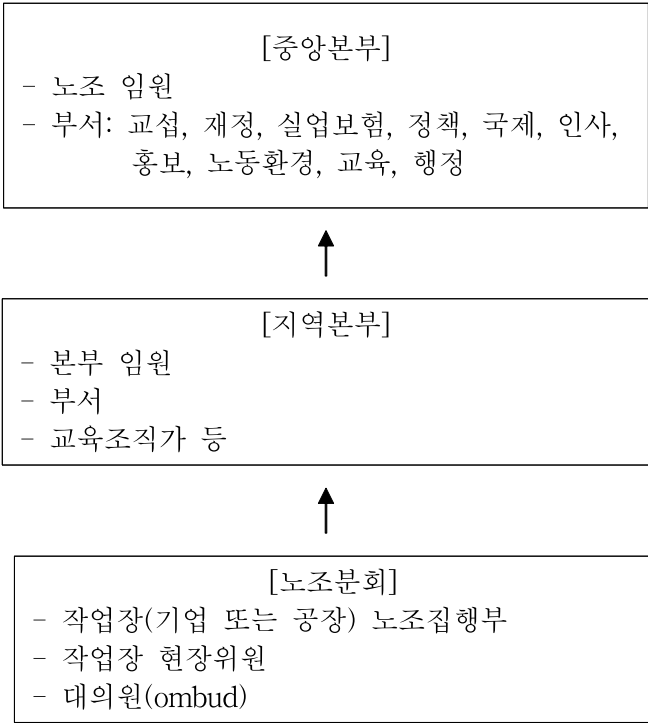 [중앙본부]
- 노조 임원
- 부서: 교섭, 재정, 실업보험, 정책, 국제, 인사,
홍보, 노동환경, 교육, 행정
[지역본부]
- 본부 임원
- 부서
- 교육조직가 등
[노조분회]
- 작업장(기업 또는 공장) 노조집행부
- 작업장 현장위원
- 대의원(ombud)